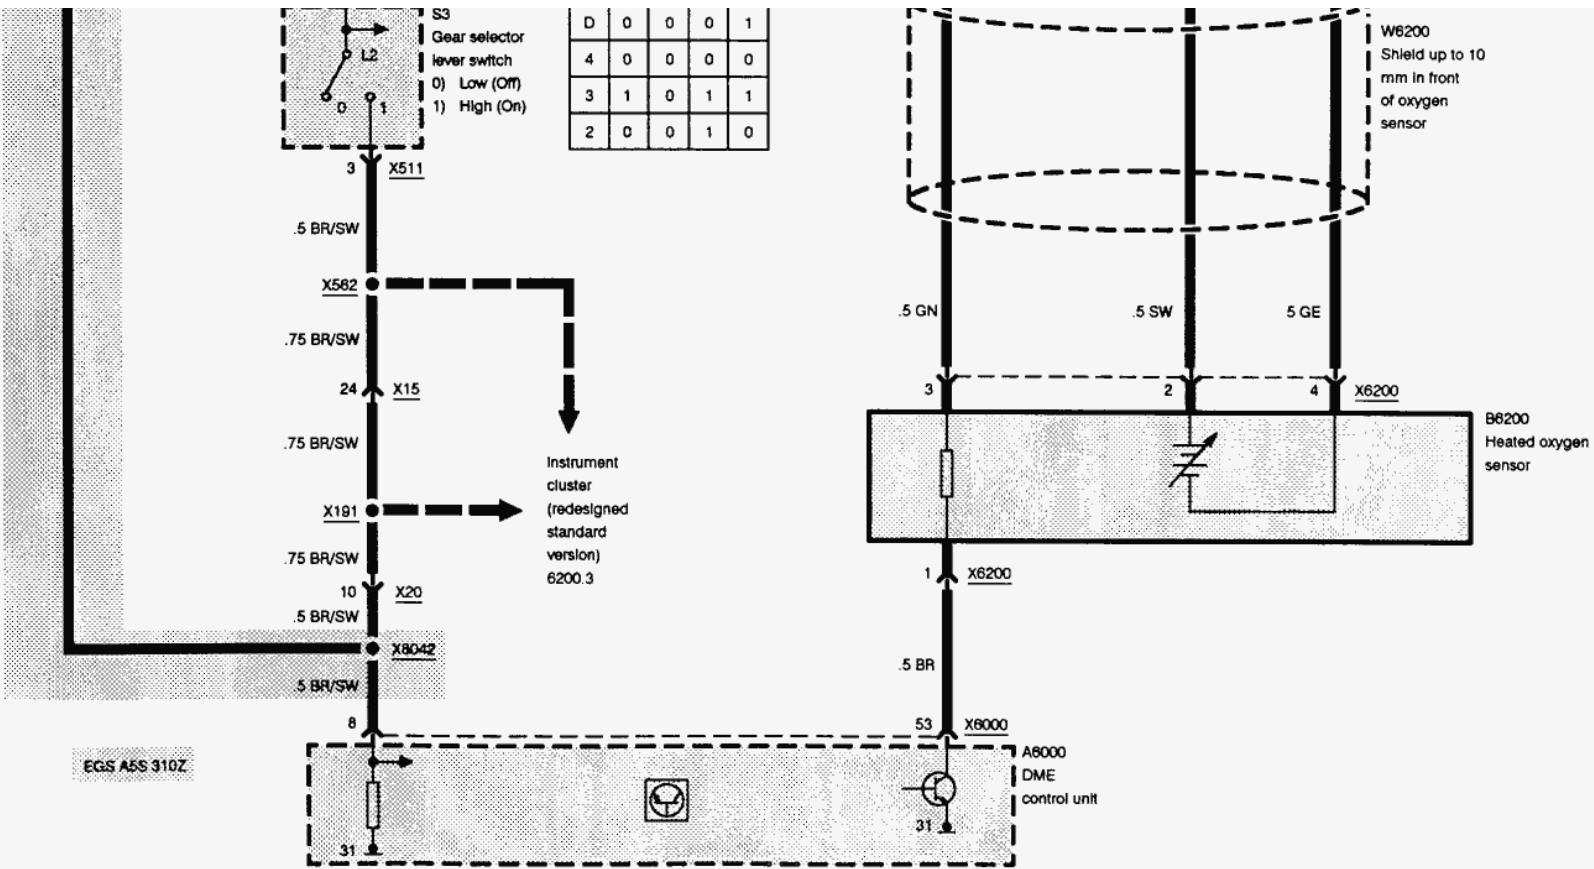 S3
Gear selector
lever switch
0) Low (Off)
1) High (On)
L2
0 1
D 0 0 0 1
4 0 0 0 0
3 1 0 1 1
2 0 0 1 0
W6200
Shield up to 10
mm in front
of oxygen
sensor
3 X511
.5 BR/SW
X562
.75 BR/SW
24 X15
.75 BR/SW
X191
.75 BR/SW
10 X20
.5 BR/SW
X8042
.5 BR/SW
8
Instrument
cluster
(redesigned
standard
version)
6200.3
.5 GN
.5 SW
5 GE
3
2
4 X6200
B6200
Heated oxygen
sensor
1 X6200
.5 BR
53 X6000
A6000
DME
control unit
31
31
EGS A5S 310Z